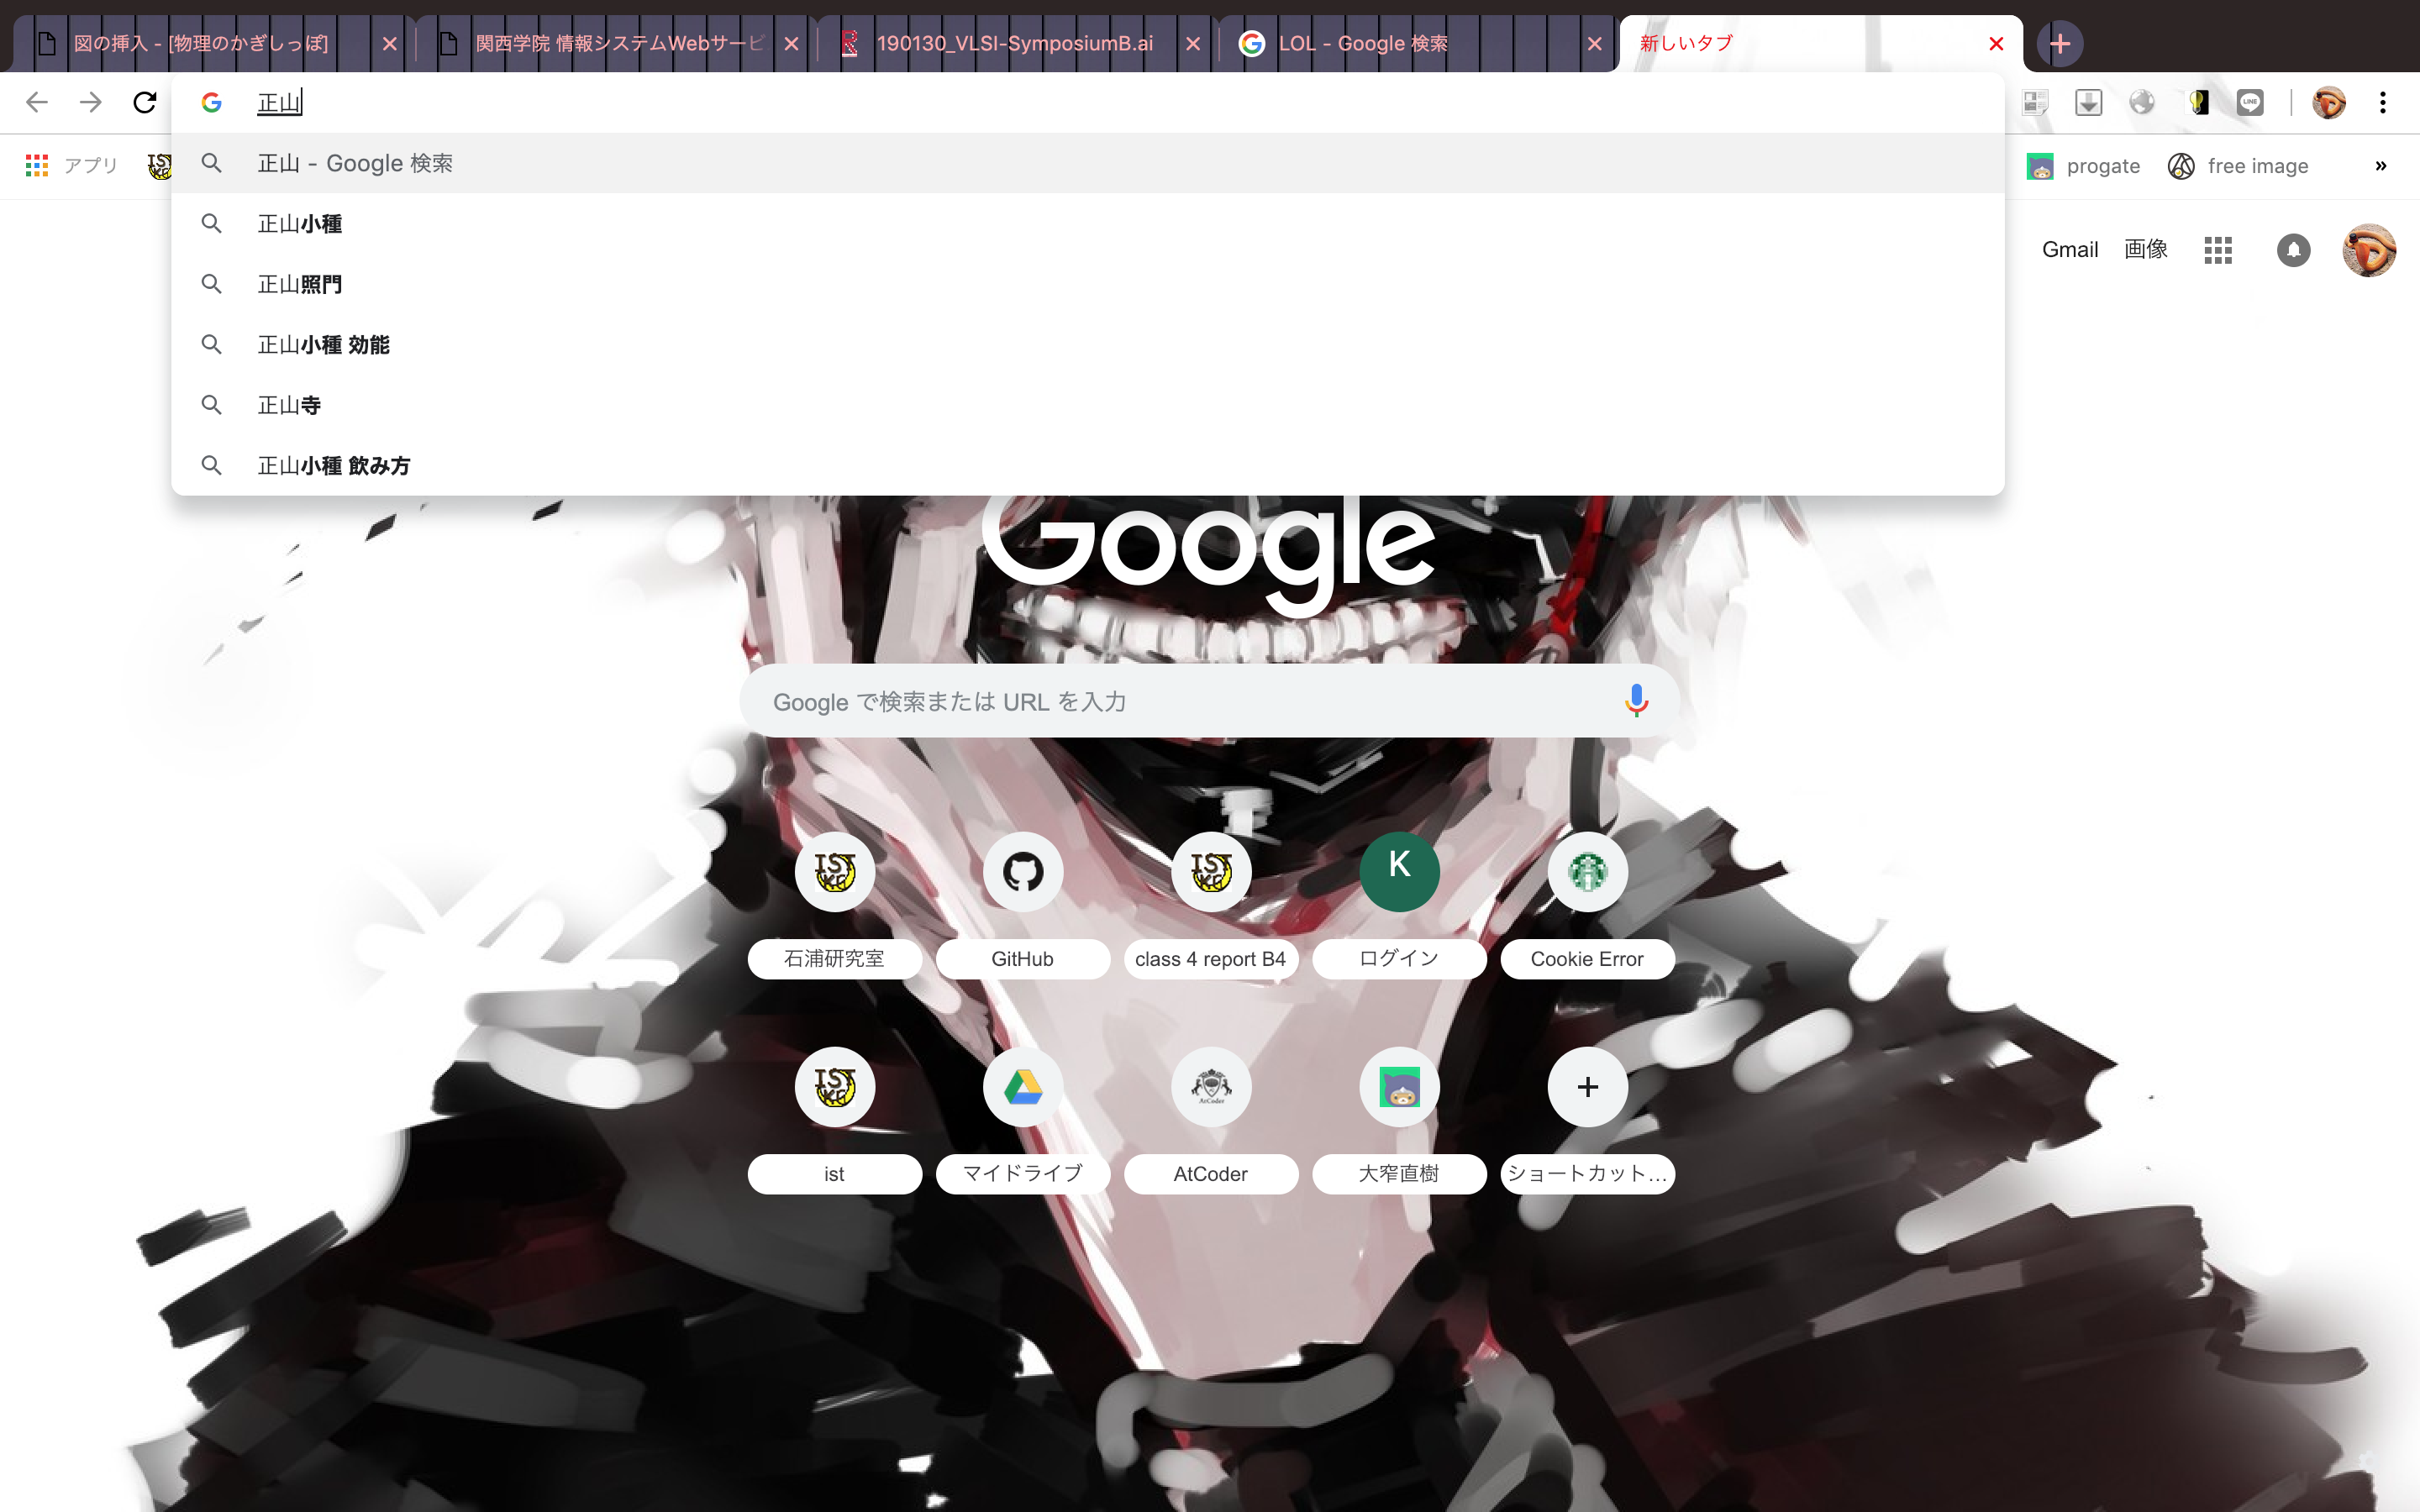 図の挿入 - [物理のかぎしっぽ]
関西学院 情報システムWebサービ
190130_VLSI-SymposiumB.ai
LOL - Google 検索
新しいタブ
正山
アプリ
progate
free image
»
正山 - Google 検索
正山小種
正山照門
正山小種 効能
正山寺
正山小種 飲み方
Gmail
画像
Google
Google で検索または URL を入力
K
石浦研究室
GitHub
class 4 report B4
ログイン
Cookie Error
AtCoder
ist
マイドライブ
AtCoder
大窄直樹
ショートカット...